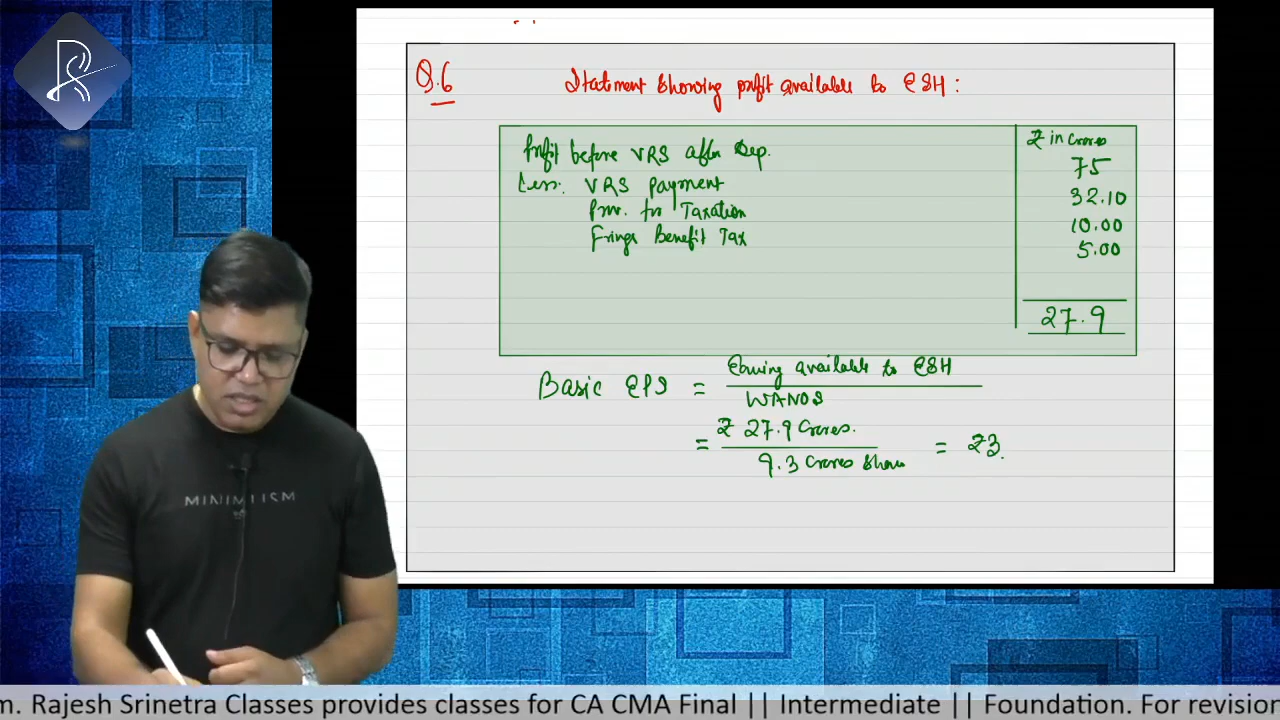 RS
Q.6 Statement Showing profit available to ESH :
₹ in Crores
Profit before VRS after Dep. 75
Less: VRS payment 32.10
Prov. for Taxation 10.00
Fringe Benefit Tax 5.00
27.9
Basic EPS = Earning available to ESH
WANOS
= ₹ 27.9 Crores.
9.3 Crores Share = ₹3.
MINIMLISM
m. Rajesh Srinetra Classes provides classes for CA CMA Final || Intermediate || Foundation. For revision